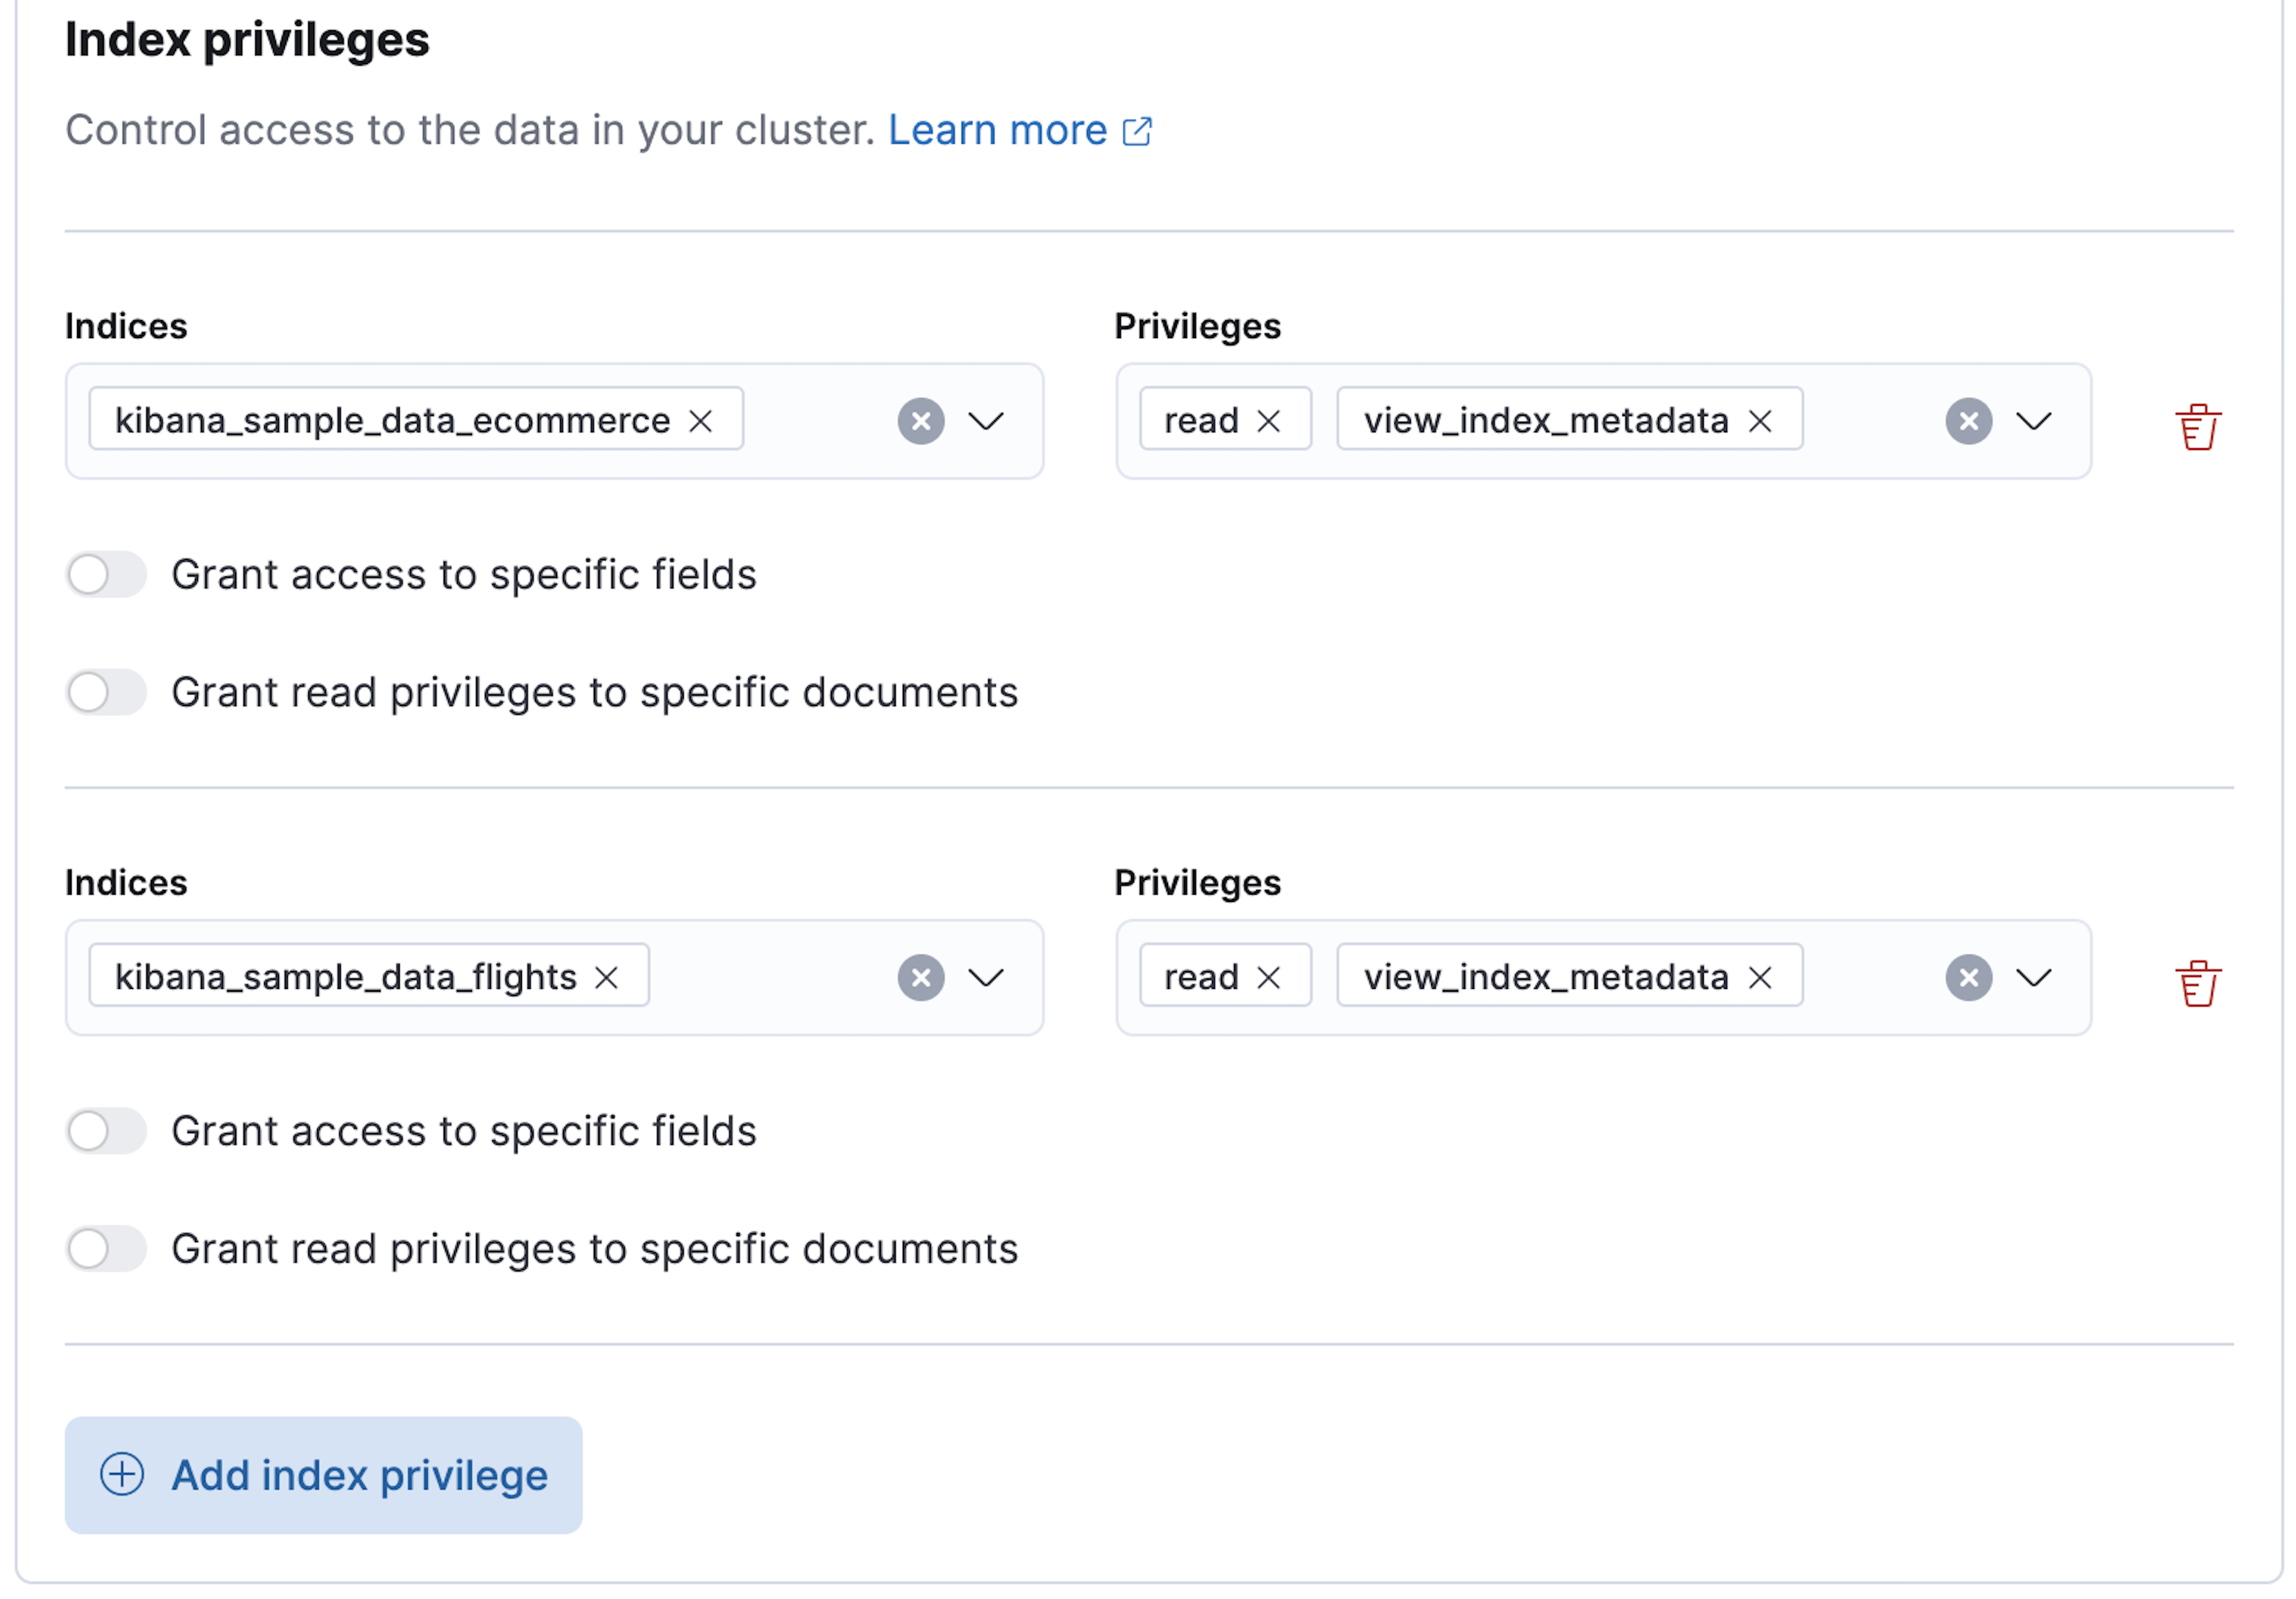 Index privileges
Control access to the data in your cluster. Learn more
Indices
Privileges
kibana_sample_data_ecommerce
read view_index_metadata
Grant access to specific fields
Grant read privileges to specific documents
Indices
Privileges
kibana_sample_data_flights
read view_index_metadata
Grant access to specific fields
Grant read privileges to specific documents
Add index privilege